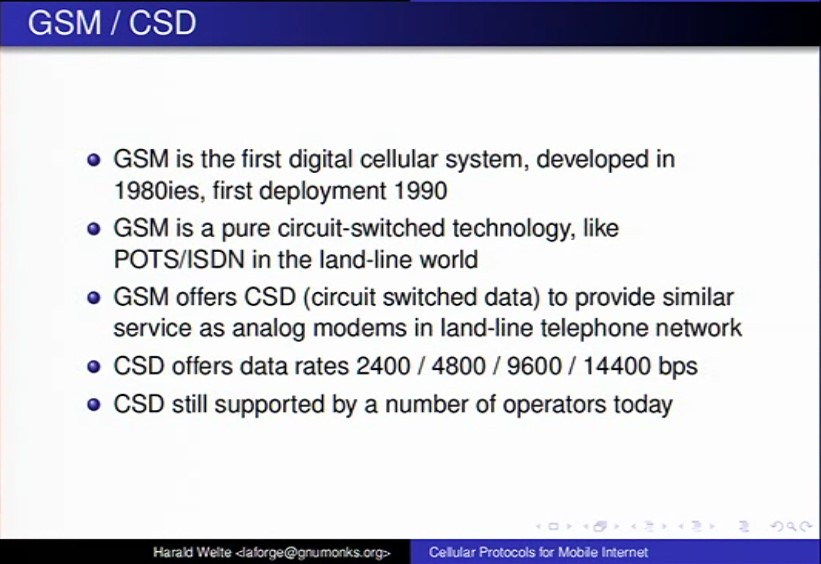 GSM / CSD
GSM is the first digital cellular system, developed in
1980ies, first deployment 1990
GSM is a pure circuit-switched technology, like
POTS/ISDN in the land-line world
GSM offers CSD (circuit switched data) to provide similar
service as analog modems in land-line telephone network
CSD offers data rates 2400 / 4800 / 9600 / 14400 bps
CSD still supported by a number of operators today
Harald Welte <laforge@gnumonks.org>
Cellular Protocols for Mobile Internet